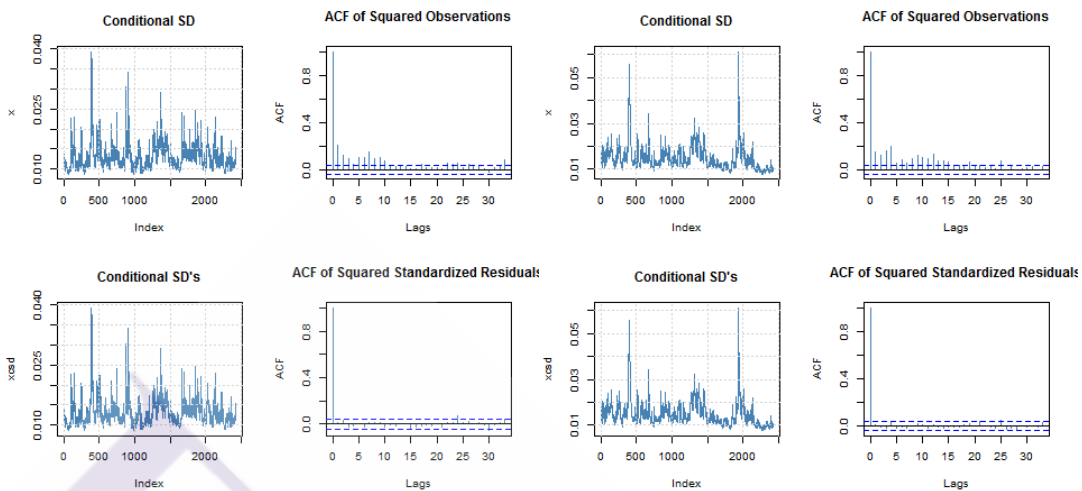 Conditional SD
x
0.010 0.025 0.040
0 500 1000 2000
Index
ACF of Squared Observations
ACF
0.0 0.4 0.8
0 5 10 15 20 25 30
Lags
Conditional SD
x
0.01 0.03 0.05
0 500 1000 2000
Index
ACF of Squared Observations
ACF
0.0 0.4 0.8
0 5 10 15 20 25 30
Lags
Conditional SD's
xcsd
0.010 0.025 0.040
0 500 1000 2000
Index
ACF of Squared Standardized Residuals
ACF
0.0 0.4 0.8
0 5 10 15 20 25 30
Lags
Conditional SD's
xcsd
0.01 0.03 0.05
0 500 1000 2000
Index
ACF of Squared Standardized Residuals
ACF
0.0 0.4 0.8
0 5 10 15 20 25 30
Lags